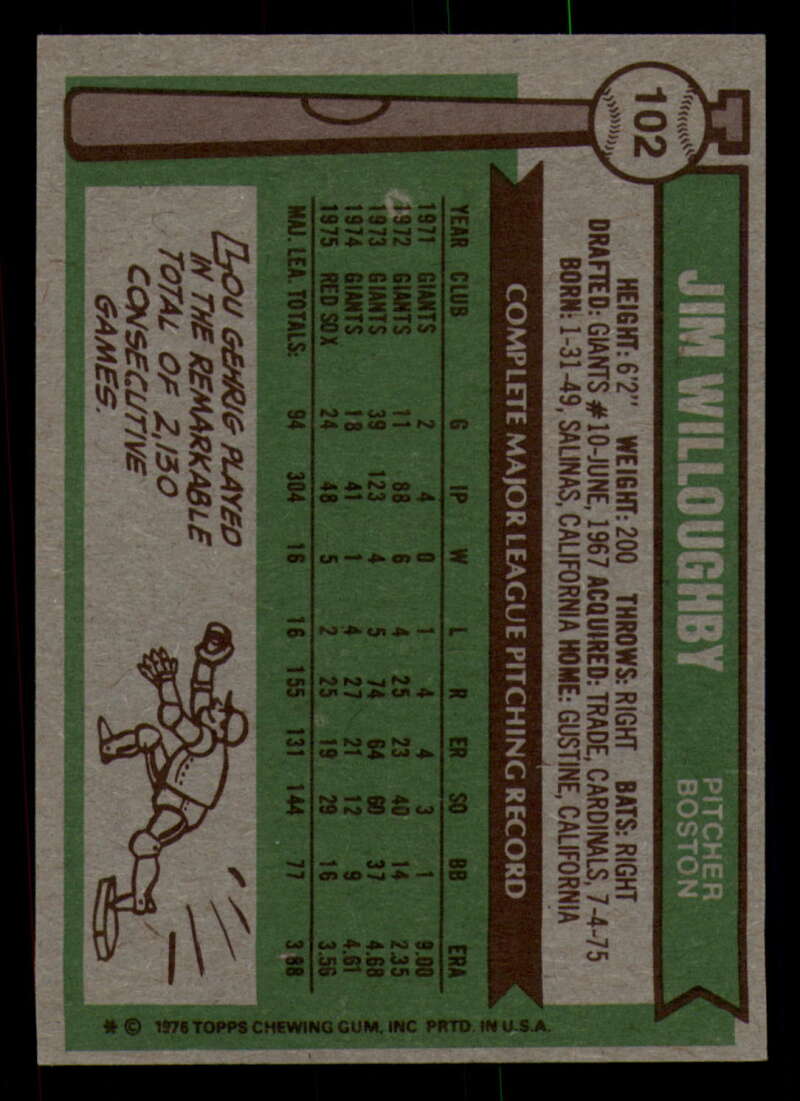 102
JIM WILLOUGHBY
PITCHER
BOSTON
HEIGHT: 6'2" WEIGHT: 200 THROWS: RIGHT BATS: RIGHT
DRAFTED: GIANTS #10-JUNE, 1967 ACQUIRED: TRADE, CARDINALS, 7-4-75
BORN: 1-31-49, SALINAS, CALIFORNIA HOME: GUSTINE, CALIFORNIA
COMPLETE MAJOR LEAGUE PITCHING RECORD
YEAR CLUB G IP W L R ER SO BB ERA
1971 GIANTS 2 4 0 1 4 4 3 1 9.00
1972 GIANTS 11 88 6 4 25 23 40 14 2.35
1973 GIANTS 39 123 4 5 74 64 60 37 4.68
1974 GIANTS 18 41 1 4 27 21 12 9 4.61
1975 RED SOX 24 48 5 2 25 19 29 16 3.56
MAJ. LEA. TOTALS: 94 304 16 16 155 131 144 77 3.88
LOU GEHRIG PLAYED
IN THE REMARKABLE
TOTAL OF 2,130
CONSECUTIVE
GAMES.
* © 1976 TOPPS CHEWING GUM, INC PRTD. IN U.S.A.